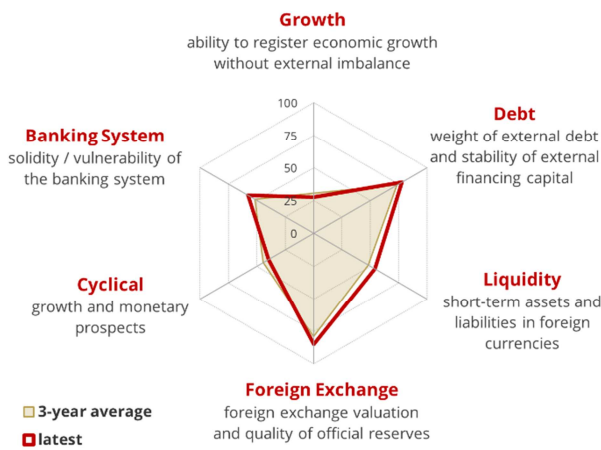 Growth
ability to register economic growth
without external imbalance
100
75
50
25
0
Debt
weight of external debt
and stability of external
financing capital
Banking System
solidity / vulnerability of
the banking system
Cyclical
growth and monetary
prospects
Liquidity
short-term assets and
liabilities in foreign
currencies
Foreign Exchange
foreign exchange valuation
and quality of official reserves
3-year average
latest